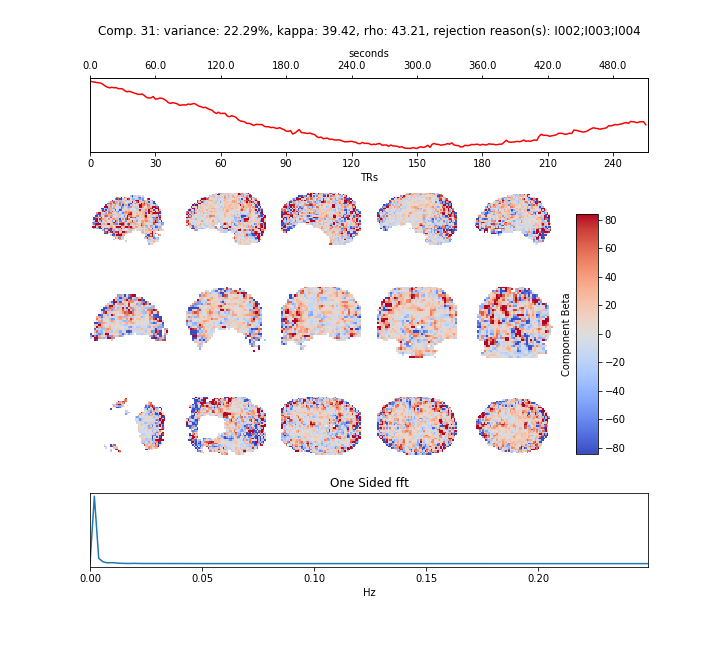 Comp. 31: variance: 22.29%, kappa: 39.42, rho: 43.21, rejection reason(s): I002;I003;I004
seconds
0.0 60.0 120.0 180.0 240.0 300.0 360.0 420.0 480.0
0 30 60 90 120 150 180 210 240
TRs
80
60
40
20
0
−20
−40
−60
−80
Component Beta
One Sided fft
0.00 0.05 0.10 0.15 0.20
Hz